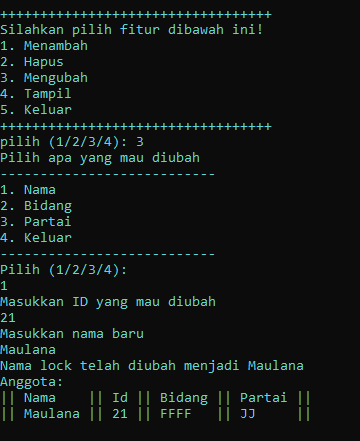 ++++++++++++++++++++++++++++++++++
Silahkan pilih fitur dibawah ini!
1. Menambah
2. Hapus
3. Mengubah
4. Tampil
5. Keluar
++++++++++++++++++++++++++++++++++
pilih (1/2/3/4): 3
Pilih apa yang mau diubah
---------------------------
1. Nama
2. Bidang
3. Partai
4. Keluar
---------------------------
Pilih (1/2/3/4):
1
Masukkan ID yang mau diubah
21
Masukkan nama baru
Maulana
Nama lock telah diubah menjadi Maulana
Anggota:
|| Nama    || Id || Bidang || Partai ||
|| Maulana || 21 || FFFF   || JJ     ||